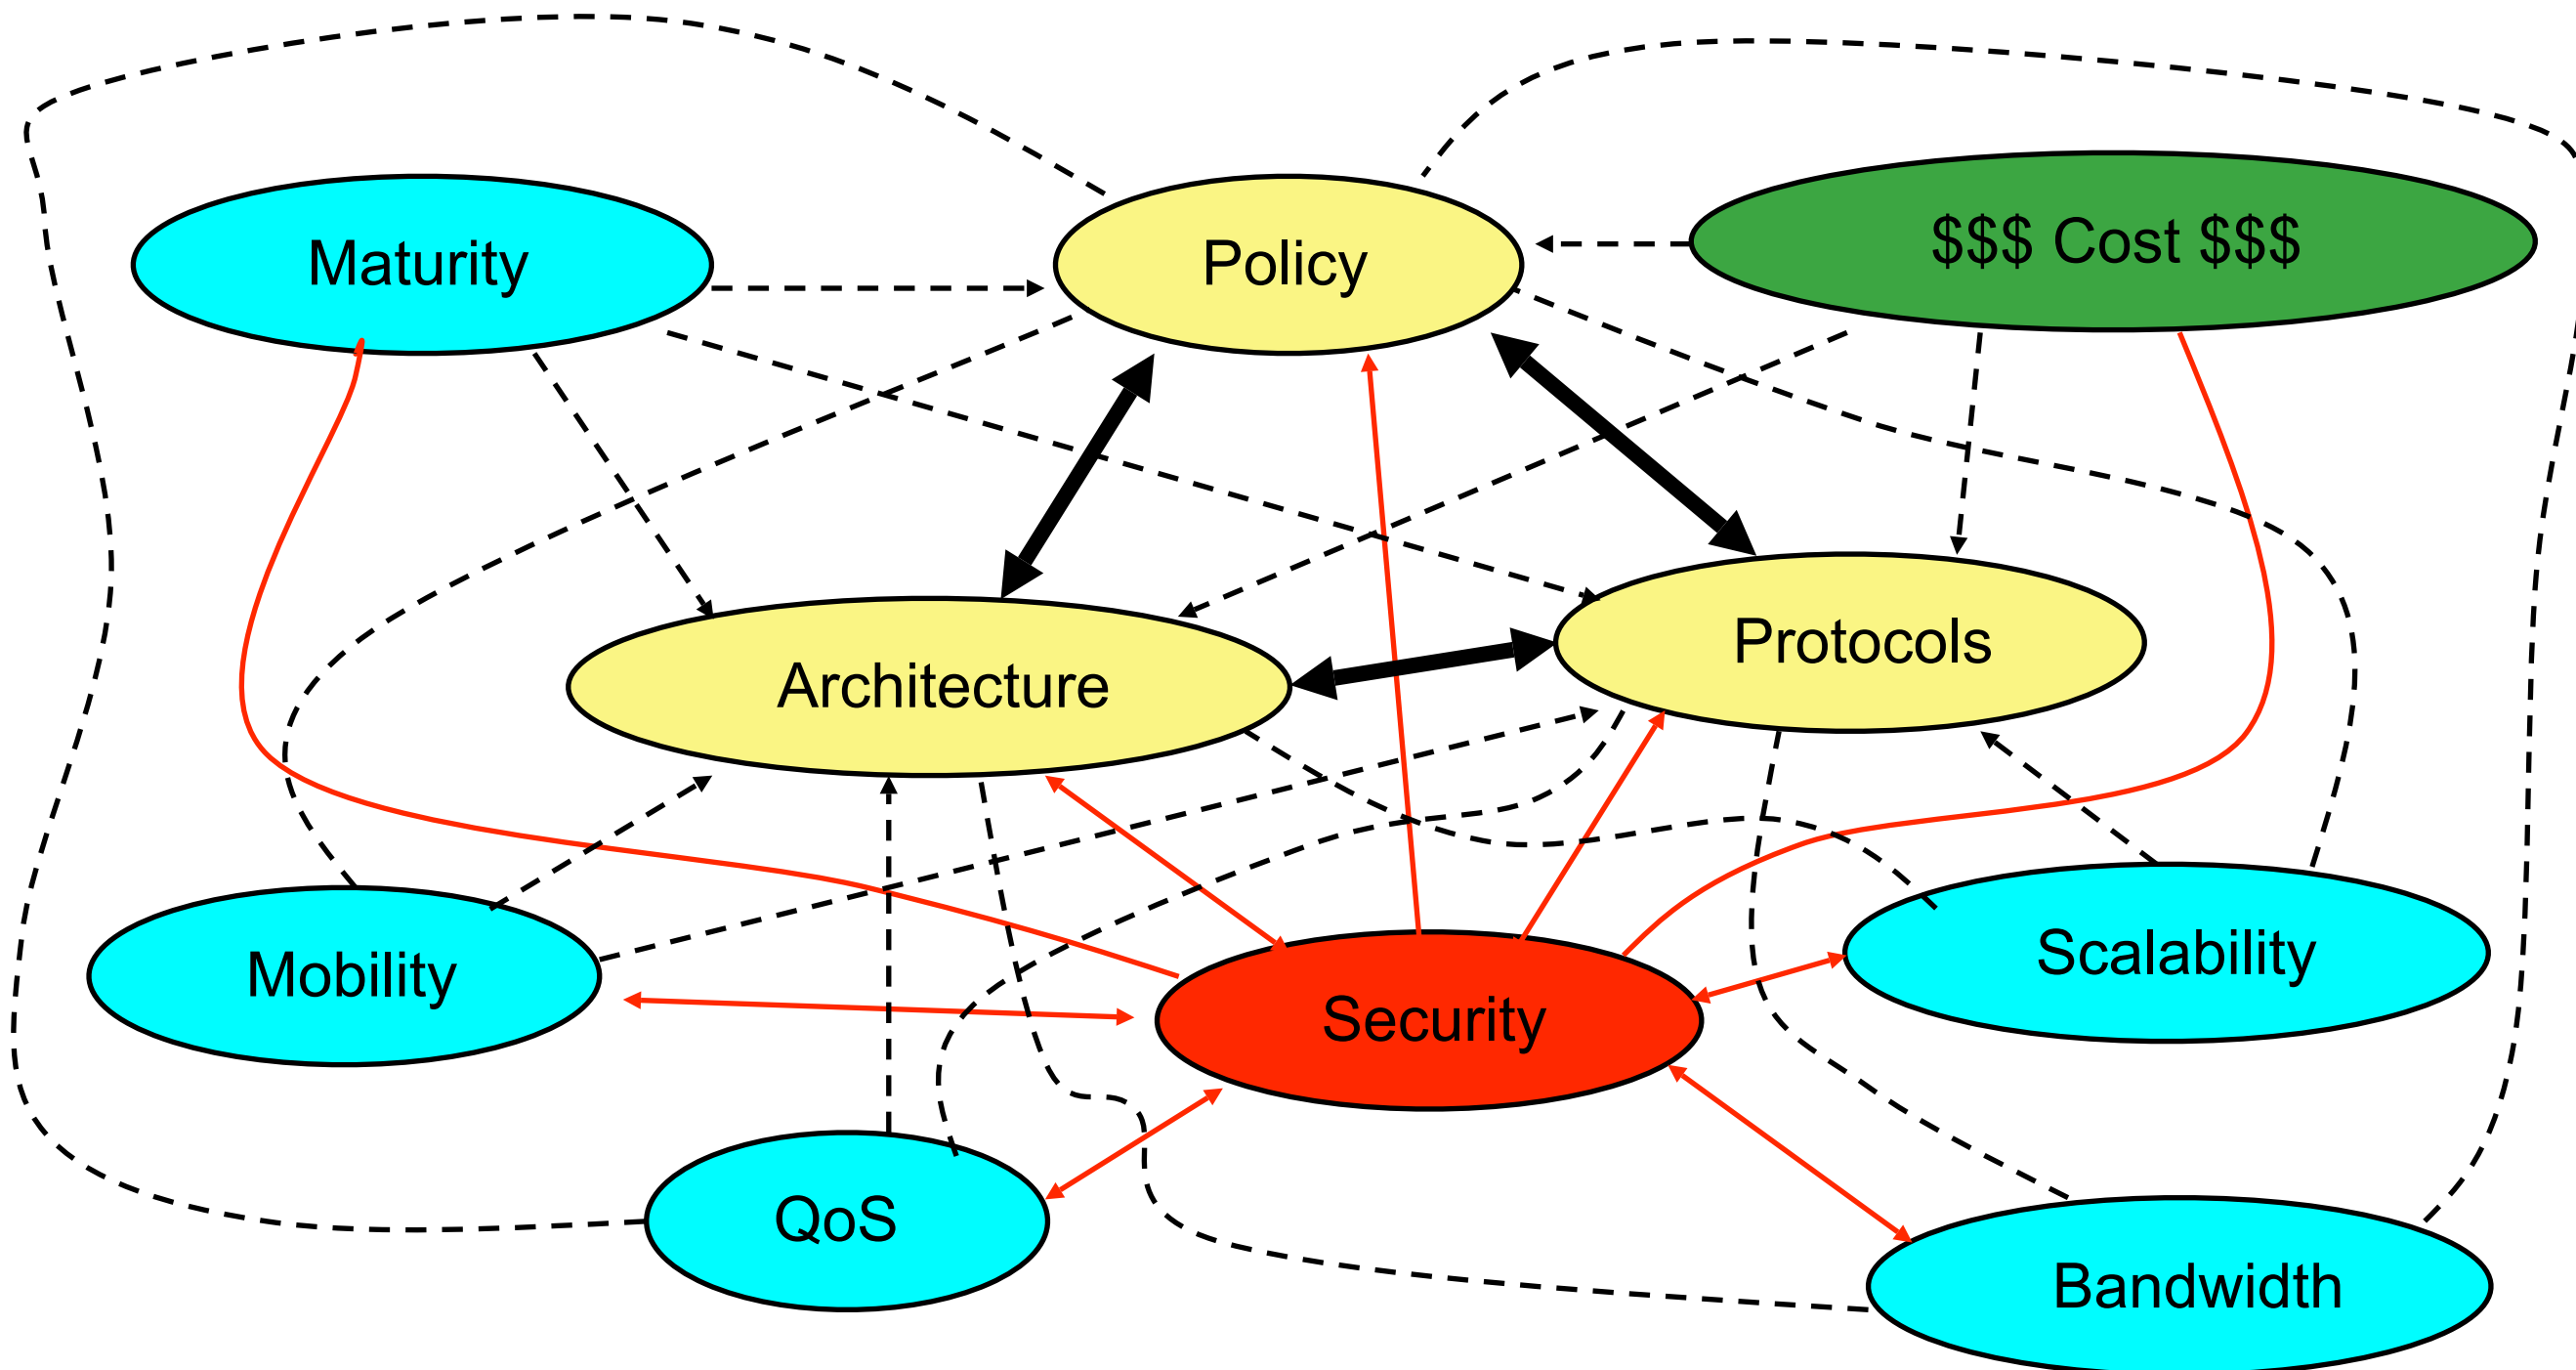 Maturity
Policy
$$$ Cost $$$
Architecture
Protocols
Mobility
Security
Scalability
QoS
Bandwidth